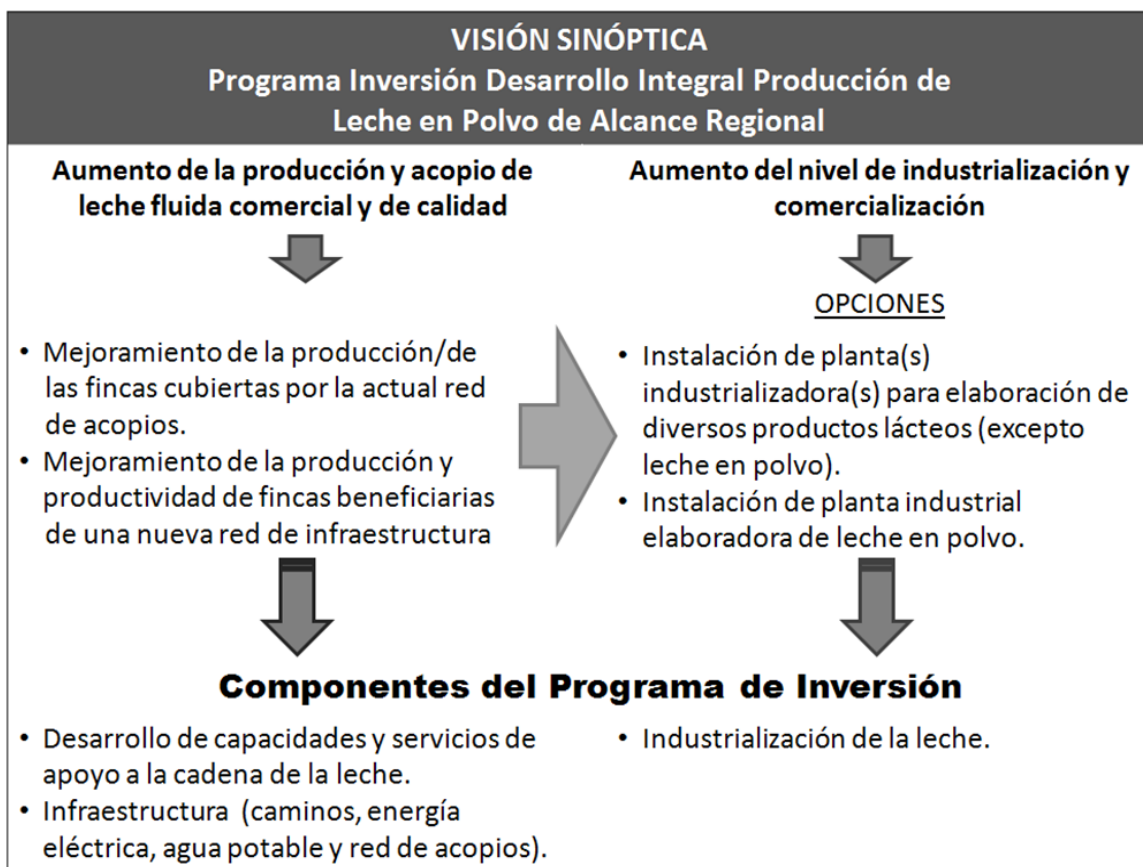 VISIÓN SINÓPTICA
Programa Inversión Desarrollo Integral Producción de
Leche en Polvo de Alcance Regional
Aumento de la producción y acopio de
leche fluida comercial y de calidad
• Mejoramiento de la producción/de
las fincas cubiertas por la actual red
de acopios.
• Mejoramiento de la producción y
productividad de fincas beneficiarias
de una nueva red de infraestructura
Aumento del nivel de industrialización y
comercialización
OPCIONES
• Instalación de planta(s)
industrializadora(s) para elaboración de
diversos productos lácteos (excepto
leche en polvo).
• Instalación de planta industrial
elaboradora de leche en polvo.
Componentes del Programa de Inversión
• Desarrollo de capacidades y servicios de
apoyo a la cadena de la leche.
• Infraestructura (caminos, energía
eléctrica, agua potable y red de acopios).
• Industrialización de la leche.